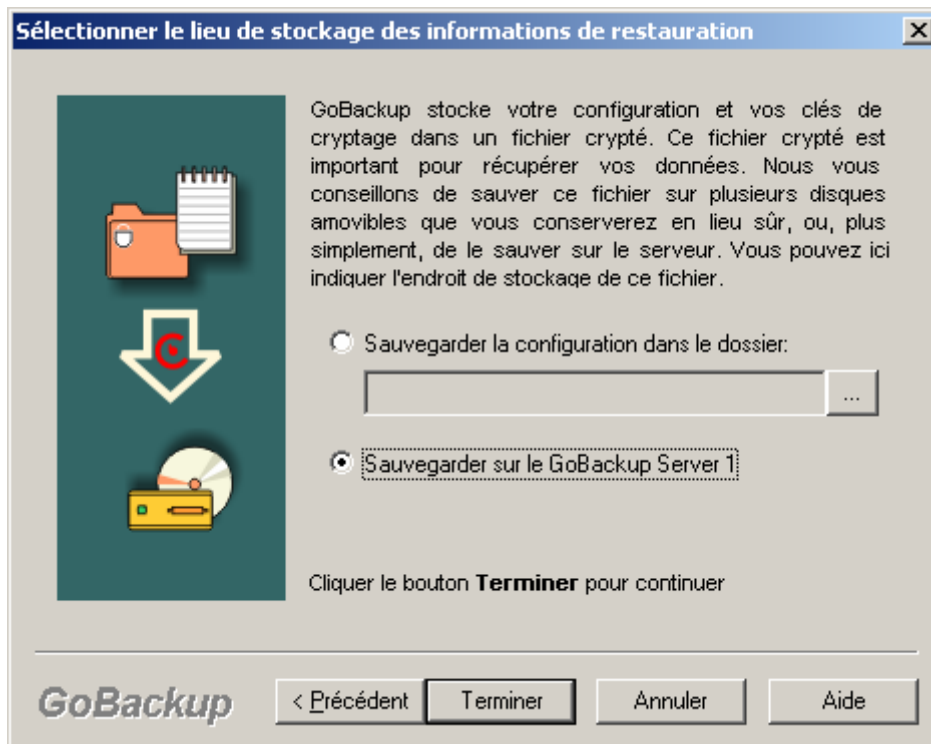 Sélectionner le lieu de stockage des informations de restauration
GoBackup stocke votre configuration et vos clés de
cryptage dans un fichier crypté. Ce fichier crypté est
important pour récupérer vos données. Nous vous
conseillons de sauver ce fichier sur plusieurs disques
amovibles que vous conserverez en lieu sûr, ou, plus
simplement, de le sauver sur le serveur. Vous pouvez ici
indiquer l'endroit de stockage de ce fichier.
Sauvegarder la configuration dans le dossier:
...
Sauvegarder sur le GoBackup Server 1
Cliquer le bouton Terminer pour continuer
GoBackup
< Précédent
Terminer
Annuler
Aide